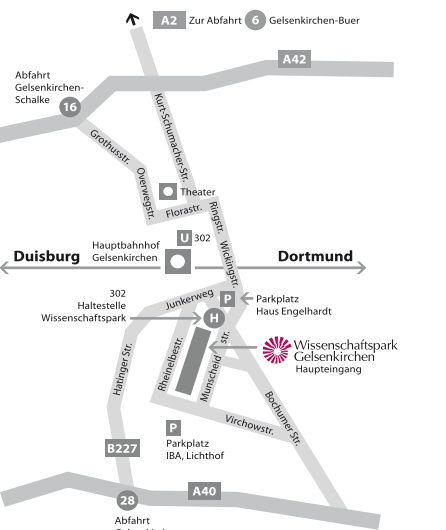 A2 Zur Abfahrt 6 Gelsenkirchen-Buer
A42
Abfahrt
Gelsenkirchen-
Schalke
16
Kurt-Schumacher-Str.
Grothusstr.
Overwegstr.
Theater
Florastr.
Ringstr.
U 302
Hauptbahnhof
Gelsenkirchen
Duisburg
Dortmund
Wickingstr.
302
Haltestelle
Wissenschaftspark
Junkerweg
P
Parkplatz
Haus Engelhardt
H
Wissenschaftspark
Gelsenkirchen
Haupteingang
Hatinger Str.
Rheinelbestr.
Munscheid str.
Bochumer Str.
Virchowstr.
P
Parkplatz
IBA, Lichthof
B227
A40
28
Abfahrt